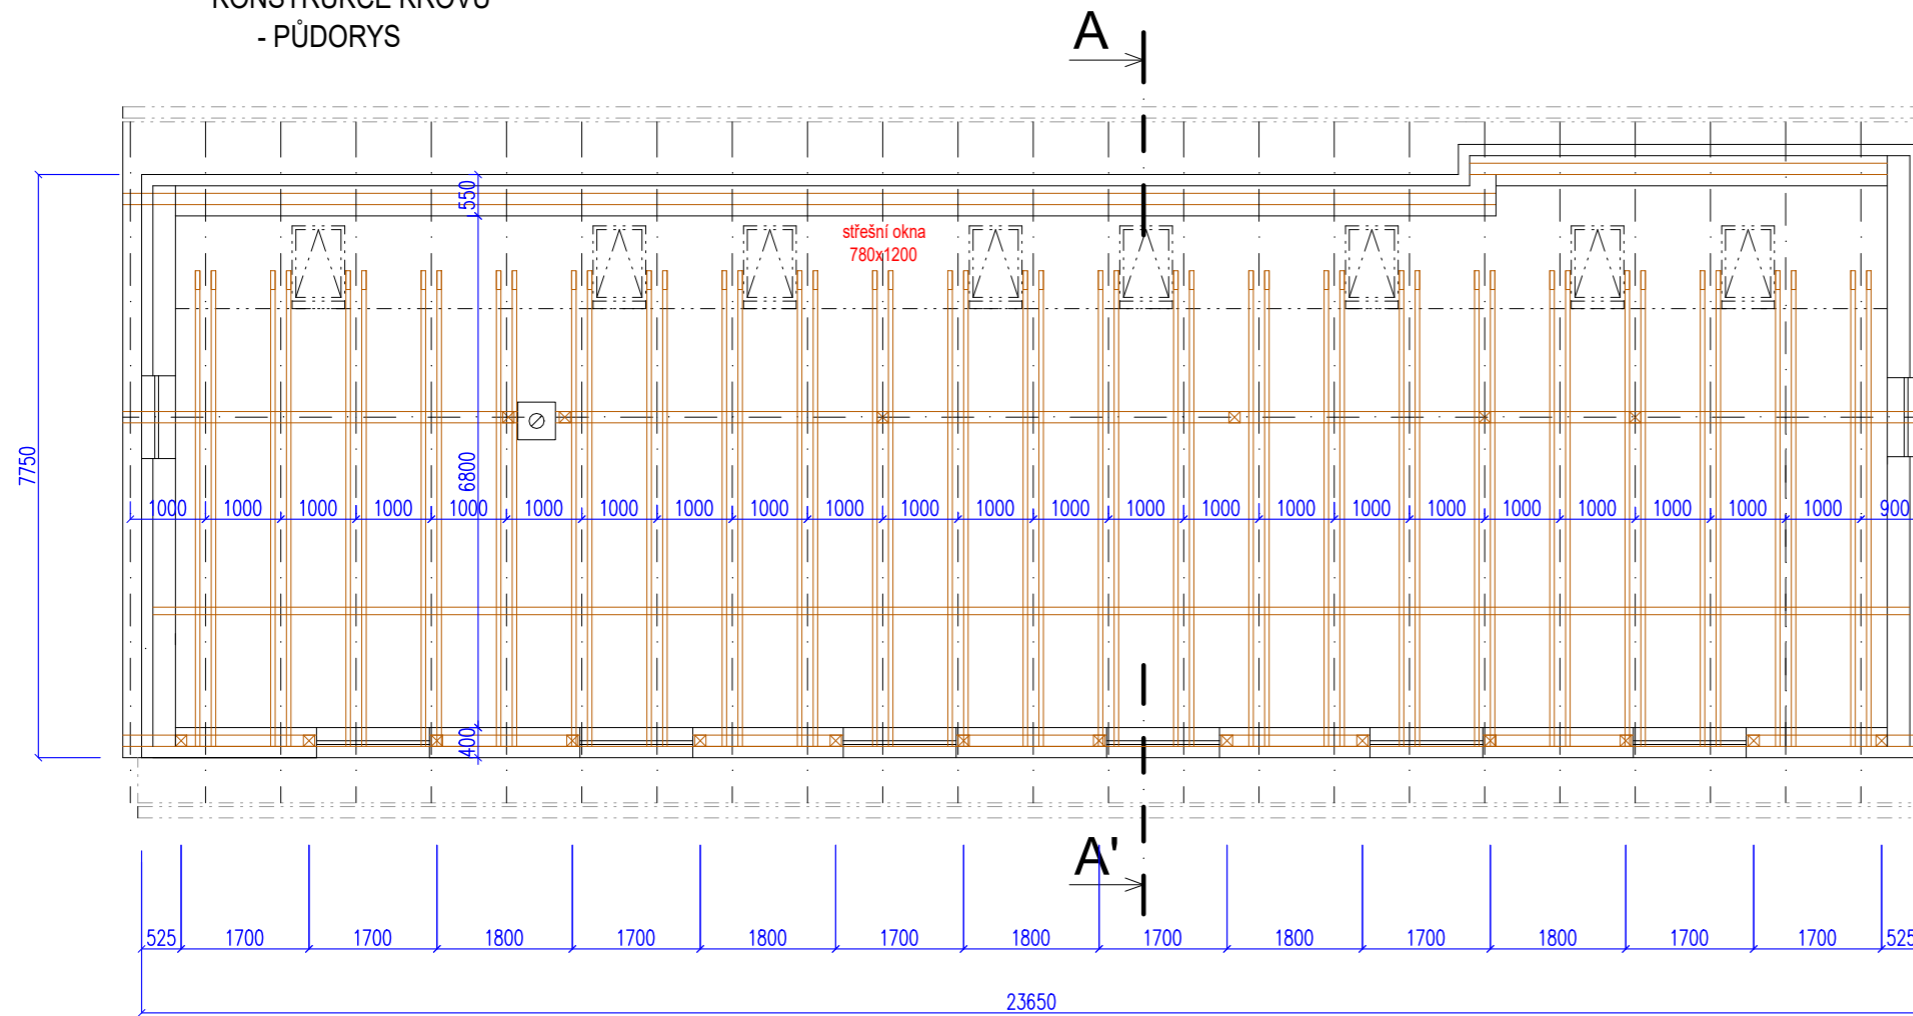 KONSTRUKCE KROVU
- PŮDORYS
A
550
střešní okna
780x1200
7750
6800
1000 1000 1000 1000 1000 1000 1000 1000 1000 1000 1000 1000 1000 1000 1000 1000 1000 1000 1000 1000 1000 1000 1000 900
400
A'
525 1700 1700 1800 1700 1800 1700 1800 1700 1800 1700 1800 1700 1700 525
23650